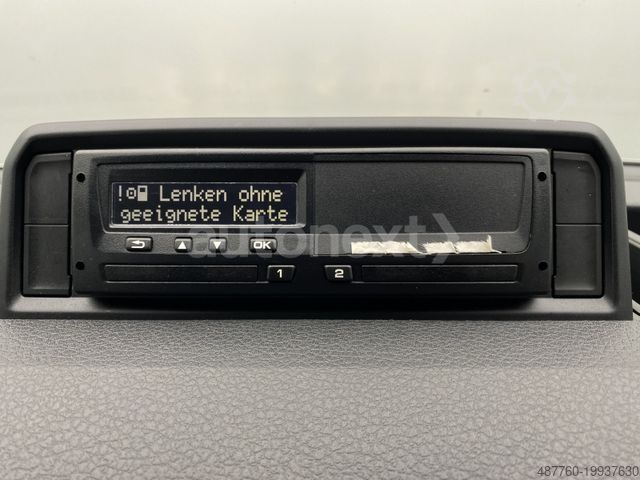 ! Lenken ohne
geeignete Karte
OK
autonext
1 2
487760-19937630